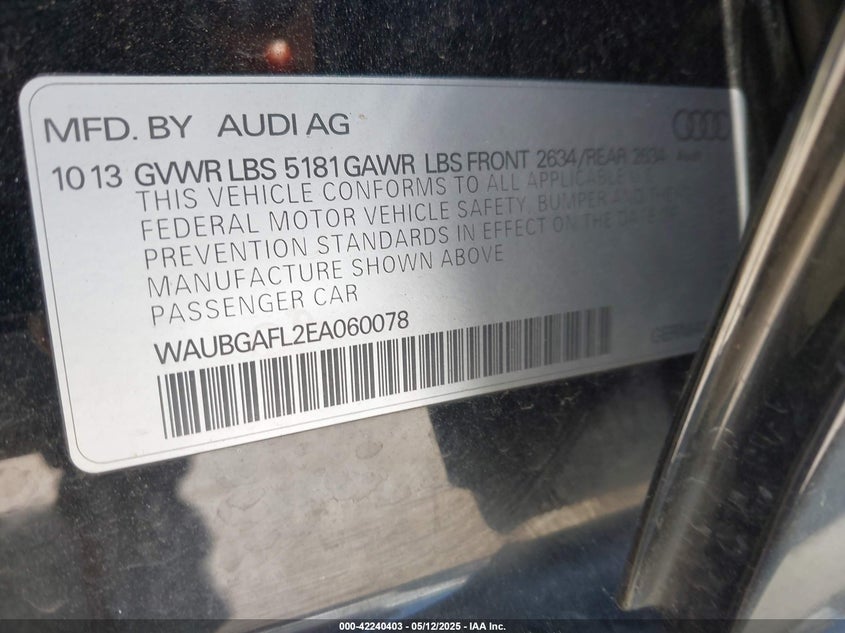 MFD. BY AUDI AG
10 13 GVWR LBS 5181 GAWR LBS FRONT 2634/REAR 2634
THIS VEHICLE CONFORMS TO ALL APPLICABLE U.S.
FEDERAL MOTOR VEHICLE SAFETY, BUMPER AND THEFT
PREVENTION STANDARDS IN EFFECT ON THE DATE OF
MANUFACTURE SHOWN ABOVE
PASSENGER CAR
WAUBGAFL2EA060078
Audi
000-42240403 - 05/12/2025 - IAA Inc.